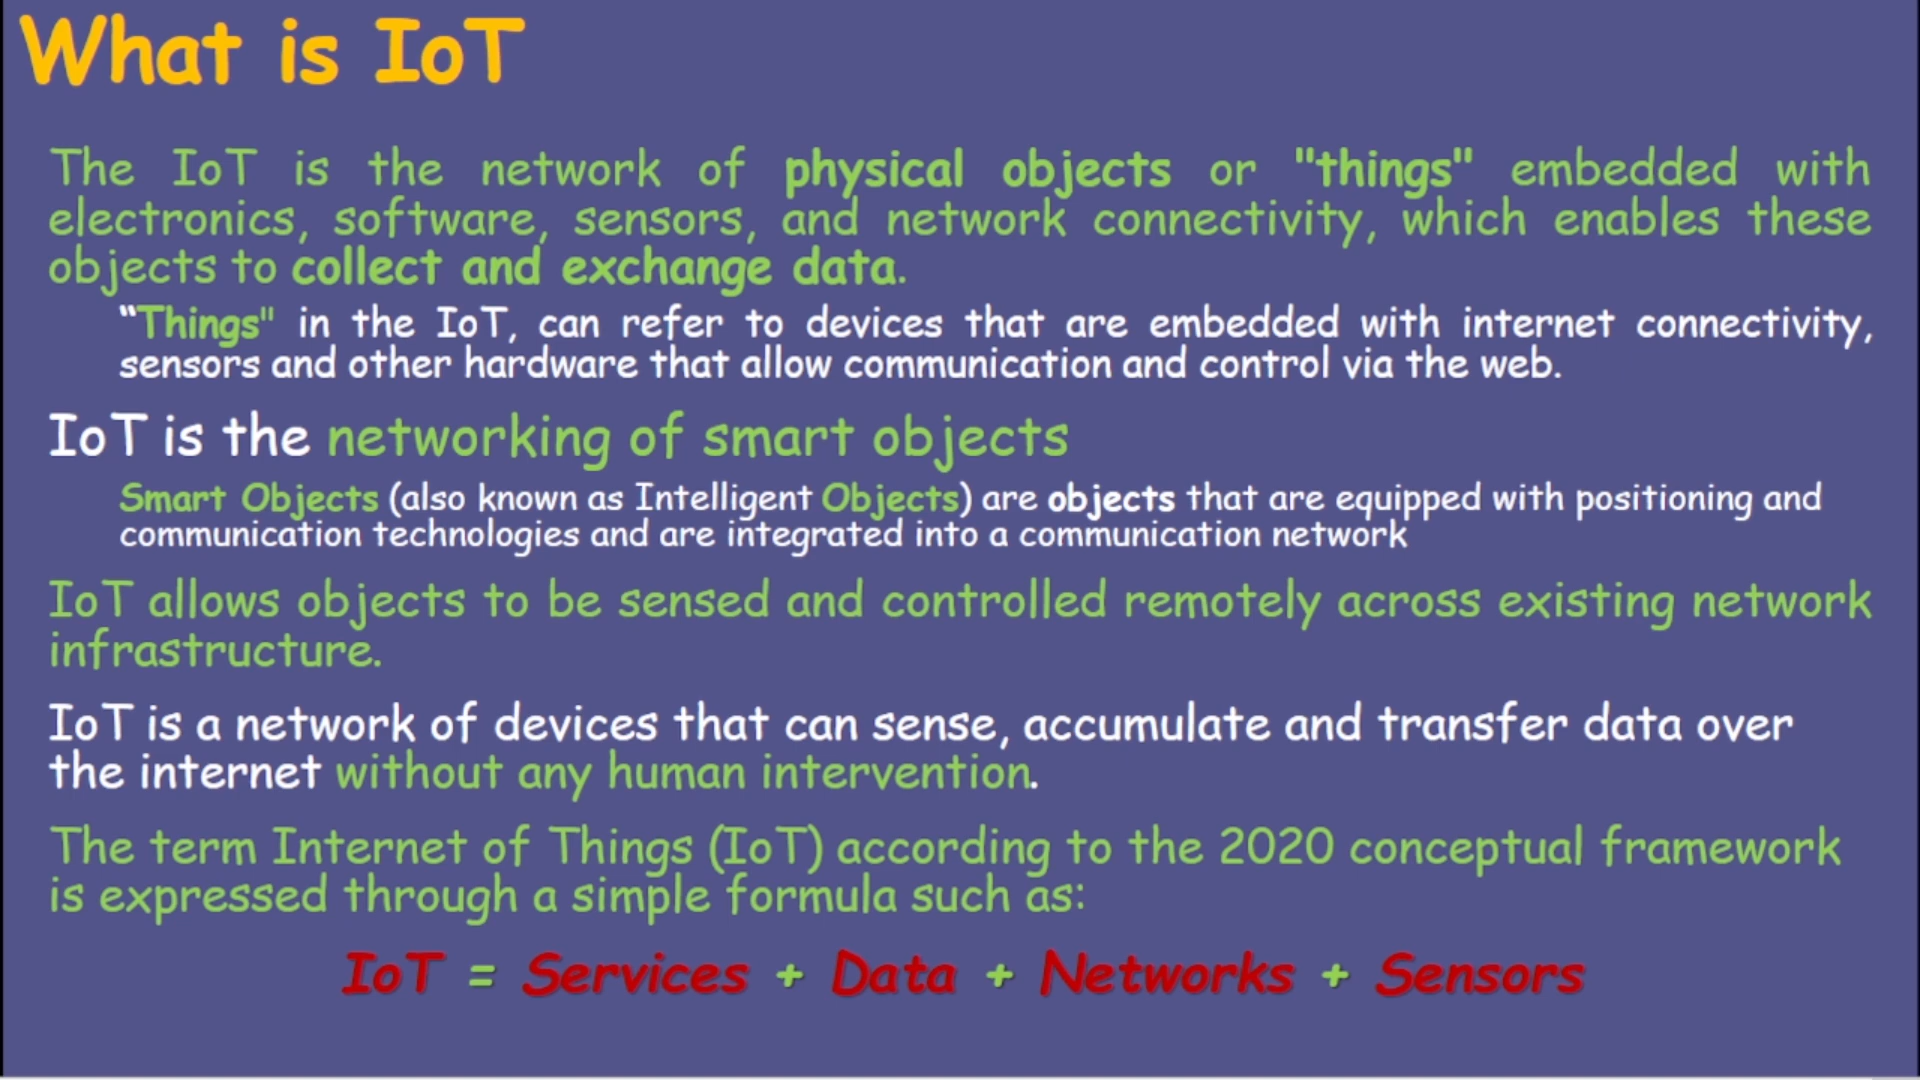 What is IoT
The IoT is the network of physical objects or "things" embedded with
electronics, software, sensors, and network connectivity, which enables these
objects to collect and exchange data.
“Things" in the IoT, can refer to devices that are embedded with internet connectivity,
sensors and other hardware that allow communication and control via the web.
IoT is the networking of smart objects
Smart Objects (also known as Intelligent Objects) are objects that are equipped with positioning and
communication technologies and are integrated into a communication network
IoT allows objects to be sensed and controlled remotely across existing network
infrastructure.
IoT is a network of devices that can sense, accumulate and transfer data over
the internet without any human intervention.
The term Internet of Things (IoT) according to the 2020 conceptual framework
is expressed through a simple formula such as:
IoT = Services + Data + Networks + Sensors